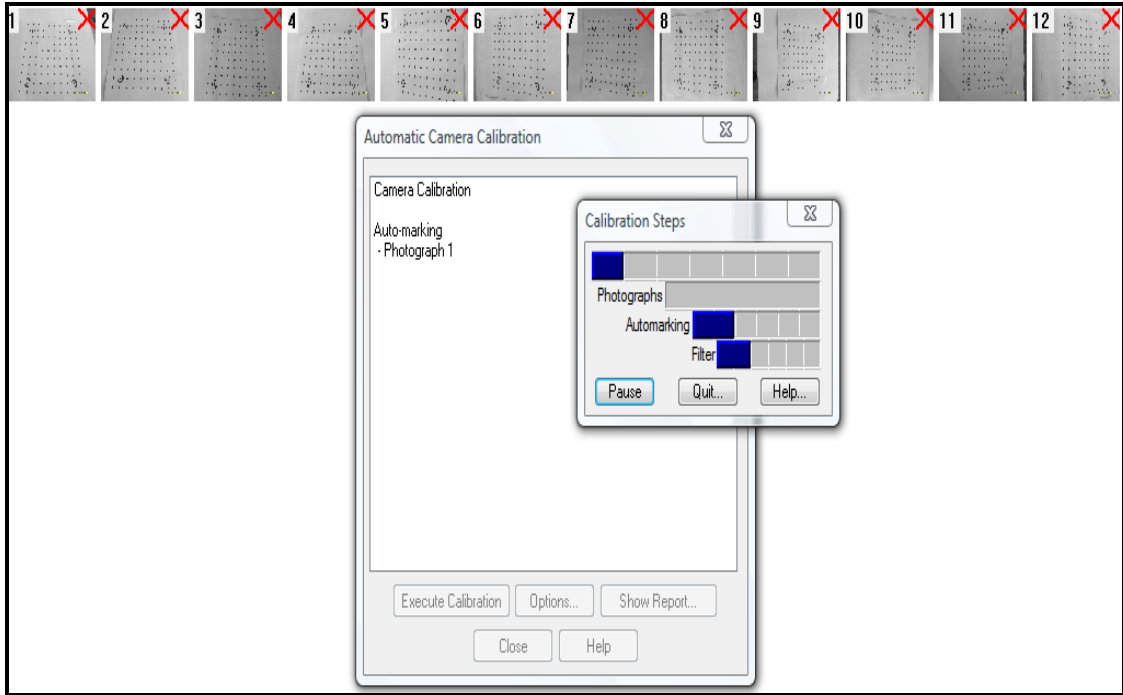 1 2 3 4 5 6 7 8 9 10 11 12
Automatic Camera Calibration
Camera Calibration
Auto-marking
- Photograph 1
Calibration Steps
Photographs
Automarking
Filter
Pause Quit... Help...
Execute Calibration Options... Show Report...
Close Help